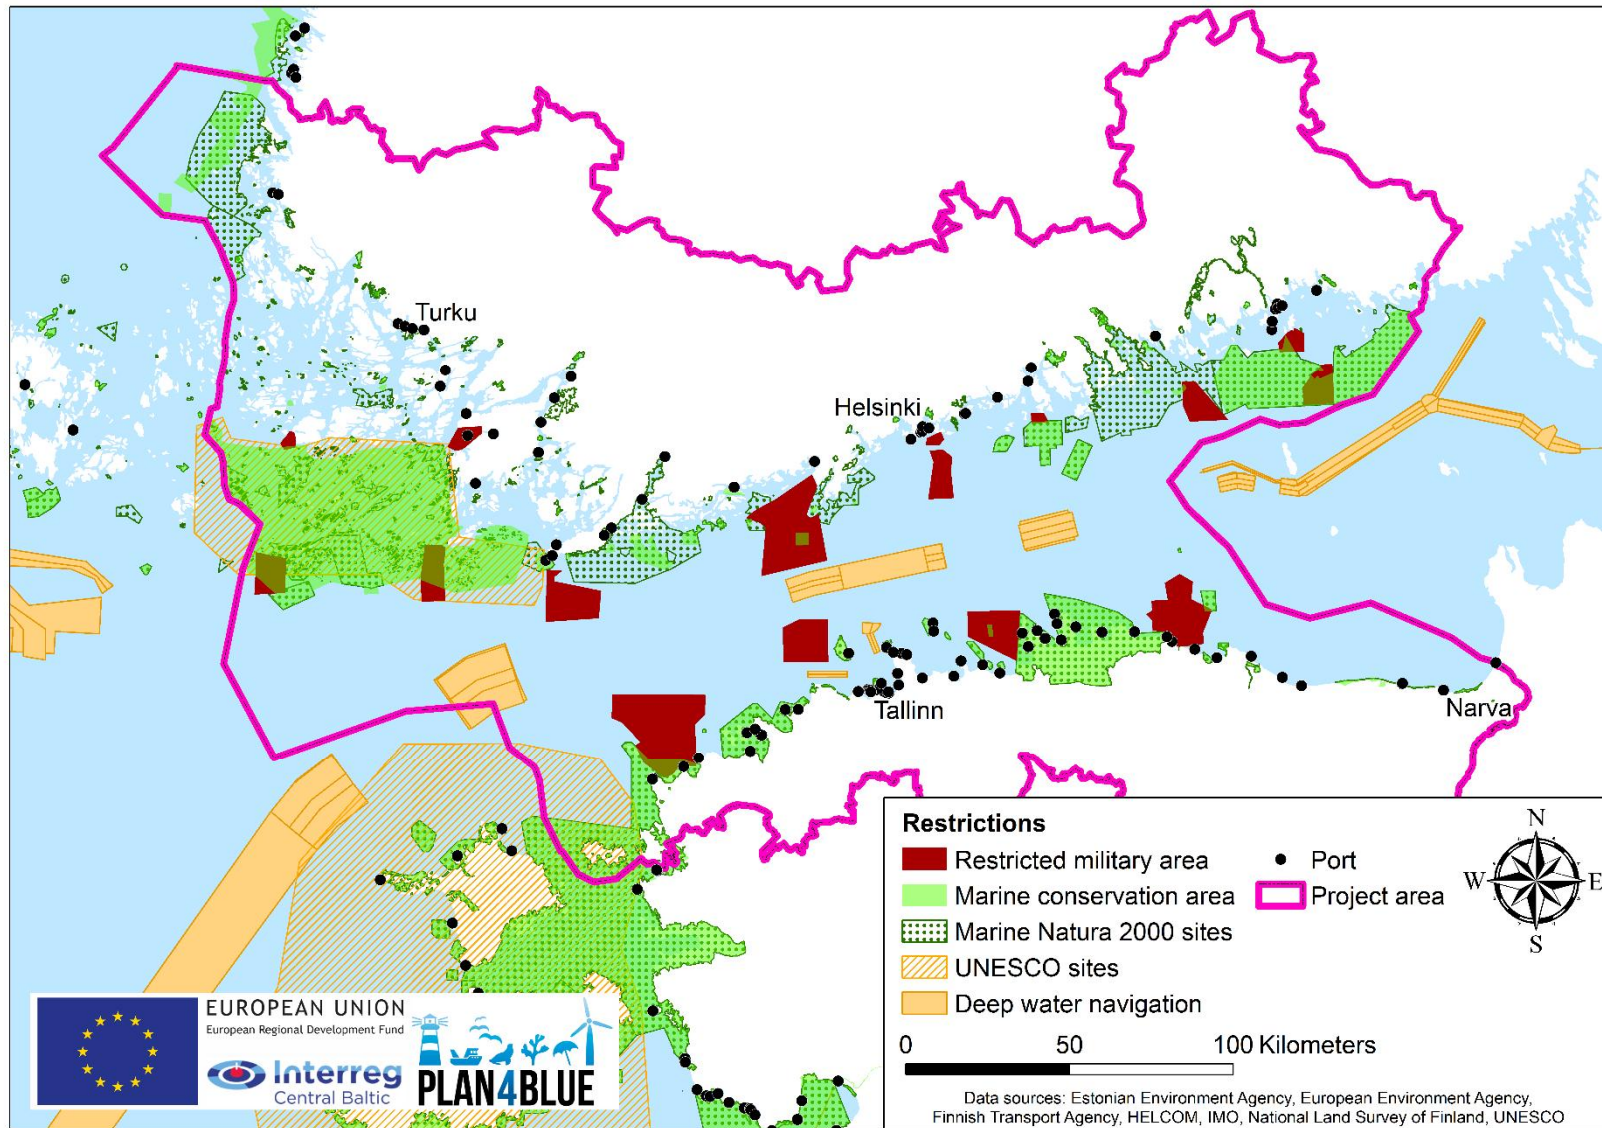 Turku
Helsinki
Tallinn
Narva
Restrictions
Restricted military area
Marine conservation area
Marine Natura 2000 sites
UNESCO sites
Deep water navigation
Port
Project area
N
W
E
S
0 50 100 Kilometers
Data sources: Estonian Environment Agency, European Environment Agency,
Finnish Transport Agency, HELCOM, IMO, National Land Survey of Finland, UNESCO
EUROPEAN UNION
European Regional Development Fund
Interreg
Central Baltic
PLAN4BLUE